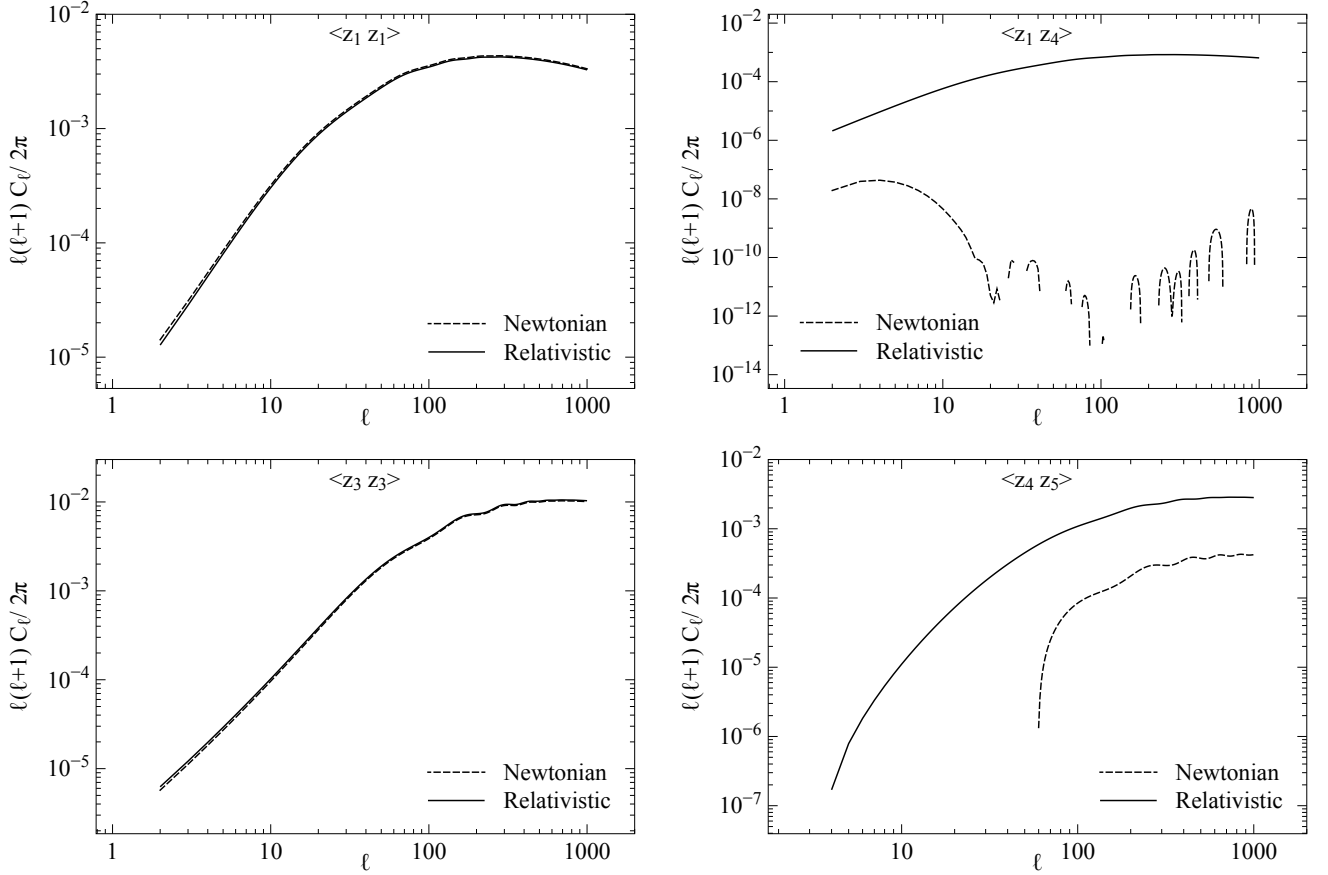 <z₁ z₁>
10⁻²
10⁻³
10⁻⁴
10⁻⁵
ℓ(ℓ+1) Cℓ/ 2π
Newtonian
Relativistic
1 10 100 1000
ℓ
<z₁ z₄>
10⁻²
10⁻⁴
10⁻⁶
10⁻⁸
10⁻¹⁰
10⁻¹²
10⁻¹⁴
ℓ(ℓ+1) Cℓ/ 2π
Newtonian
Relativistic
1 10 100 1000
ℓ
<z₃ z₃>
10⁻²
10⁻³
10⁻⁴
10⁻⁵
ℓ(ℓ+1) Cℓ/ 2π
Newtonian
Relativistic
1 10 100 1000
ℓ
<z₄ z₅>
10⁻²
10⁻³
10⁻⁴
10⁻⁵
10⁻⁶
10⁻⁷
ℓ(ℓ+1) Cℓ/ 2π
Newtonian
Relativistic
10 100 1000
ℓ